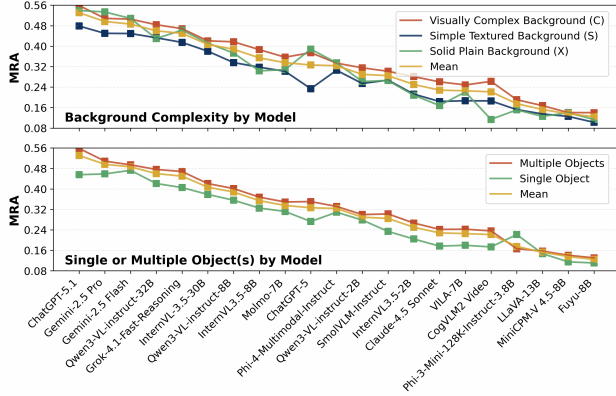 0.56
0.48
0.40
0.32
0.24
0.16
0.08
MRA
Visually Complex Background (C)
Simple Textured Background (S)
Solid Plain Background (X)
Mean
Background Complexity by Model
0.56
0.48
0.40
0.32
0.24
0.16
0.08
MRA
Multiple Objects
Single Object
Mean
Single or Multiple Object(s) by Model
ChatGPT-5.1
Gemini-2.5 Pro
Gemini-2.5 Flash
Qwen3-VL-instruct-32B
Grok-4.1-Fast-Reasoning
InternVL-3.5-30B
Qwen3-VL-instruct-8B
InternVL3.5-8B
Molmo-7B
ChatGPT-5
Phi-4-Multimodal-Instruct
Qwen3-VL-instruct-2B
SmolVLM-Instruct
InternVL3.5-2B
Claude-4.5 Sonnet
VILA-7B
CogVLM2 Video
Phi-3-Mini-128K-Instruct-3.8B
LLaVA-13B
MiniCPM-V 4.5-8B
Fuyu-8B